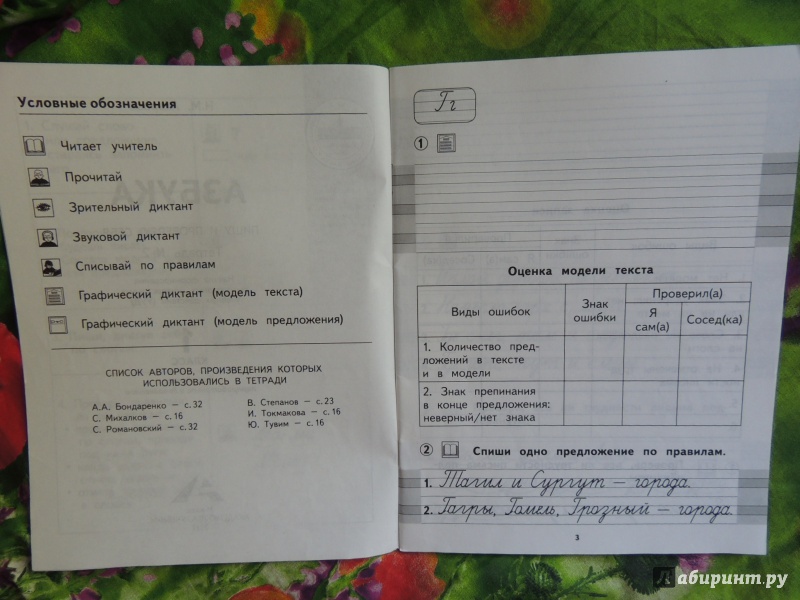 Условные обозначения
Читает учитель
Прочитай
Зрительный диктант
Звуковой диктант
Списывай по правилам
Графический диктант (модель текста)
Графический диктант (модель предложения)
СПИСОК АВТОРОВ, ПРОИЗВЕДЕНИЯ КОТОРЫХ
ИСПОЛЬЗОВАЛИСЬ В ТЕТРАДИ
А.А. Бондаренко – с.32
С. Михалков – с.16
С. Романовский – с.32
В. Степанов – с.23
И. Токмакова – с.16
Ю. Тувим – с.16
Гг
1
Оценка модели текста
Виды ошибок
Знак
ошибки
Проверил(а)
Я
сам(а)
Сосед(ка)
1. Количество пред-
ложений в тексте
и в модели
2. Знак препинания
в конце предложения:
неверный/нет знака
2 Спиши одно предложение по правилам.
1. Тагил и Сургут – города.
2. Гагры, Гомель, Грозный – города.
3
Лабиринт.ру